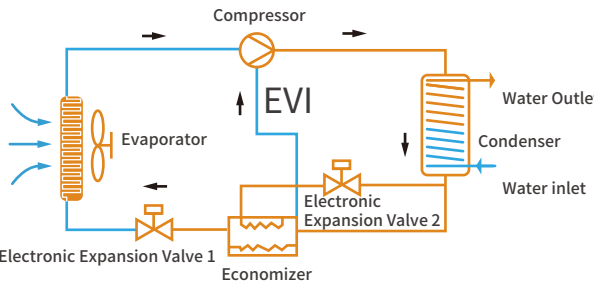 Compressor
EVI
Water Outle
Evaporator
Condenser
Water inlet
Electronic
Expansion Valve 2
Electronic Expansion Valve 1
Economizer